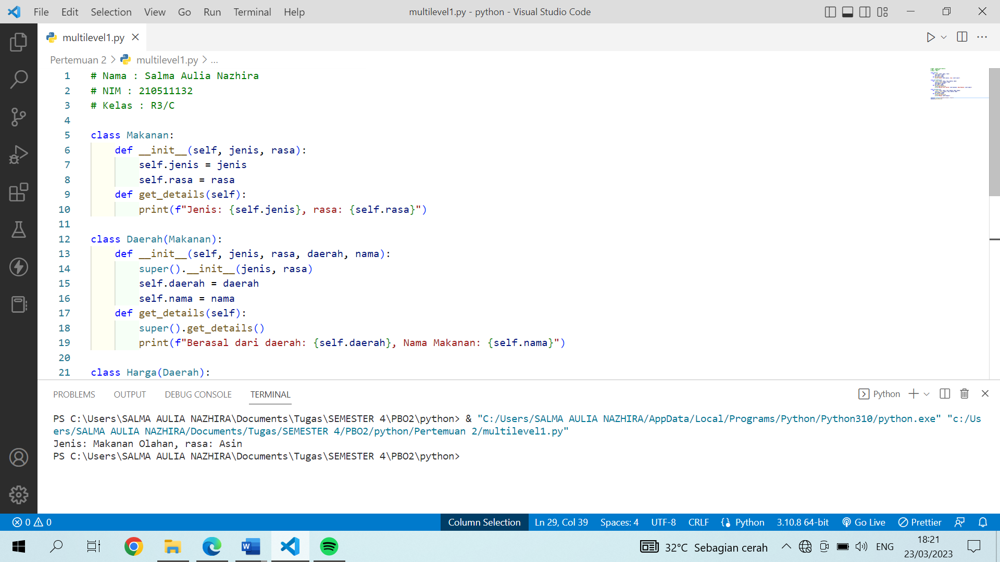 File Edit Selection View Go Run Terminal Help multilevel1.py - python - Visual Studio Code
multilevel1.py
Pertemuan 2 > multilevel1.py > ...
1 # Nama : Salma Aulia Nazhira
2 # NIM : 210511132
3 # Kelas : R3/C
4
5 class Makanan:
6     def __init__(self, jenis, rasa):
7         self.jenis = jenis
8         self.rasa = rasa
9     def get_details(self):
10         print(f"Jenis: {self.jenis}, rasa: {self.rasa}")
11
12 class Daerah(Makanan):
13     def __init__(self, jenis, rasa, daerah, nama):
14         super().__init__(jenis, rasa)
15         self.daerah = daerah
16         self.nama = nama
17     def get_details(self):
18         super().get_details()
19         print(f"Berasal dari daerah: {self.daerah}, Nama Makanan: {self.nama}")
20
21 class Harga(Daerah):
PROBLEMS OUTPUT DEBUG CONSOLE TERMINAL Python
PS C:\Users\SALMA AULIA NAZHIRA\Documents\Tugas\SEMESTER 4\PBO2\python> & "C:/Users/SALMA AULIA NAZHIRA/AppData/Local/Programs/Python/Python310/python.exe" "c:/Us
ers/SALMA AULIA NAZHIRA/Documents/Tugas/SEMESTER 4/PBO2/python/Pertemuan 2/multilevel1.py"
Jenis: Makanan Olahan, rasa: Asin
PS C:\Users\SALMA AULIA NAZHIRA\Documents\Tugas\SEMESTER 4\PBO2\python>
0 0 Column Selection Ln 29, Col 39 Spaces: 4 UTF-8 CRLF Python 3.10.8 64-bit Go Live Prettier
32°C Sebagian cerah ENG 18:21
23/03/2023